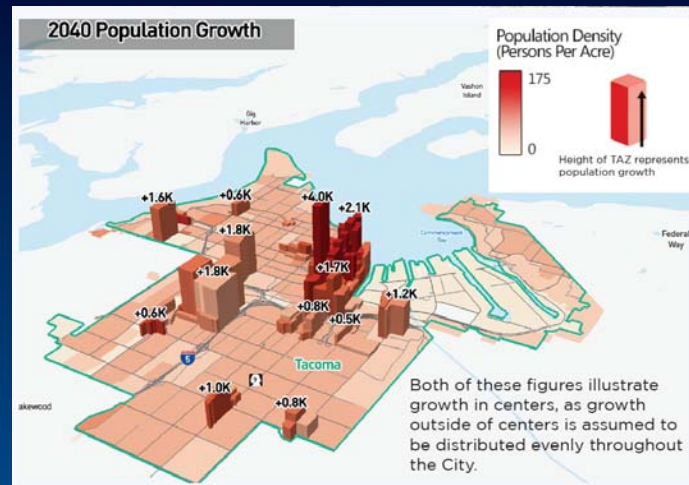 2040 Population Growth
Population Density
(Persons Per Acre)
175
0
Height of TAZ represents
population growth
Vashon
Island
Gig
Harbor
Federal
Way
Commencement
Bay
+1.6K
+0.6K
+4.0K
+2.1K
+1.8K
+1.7K
+1.8K
+1.2K
+0.6K
+0.8K
+0.5K
5
Tacoma
+1.0K
+0.8K
akewood
Both of these figures illustrate
growth in centers, as growth
outside of centers is assumed to
be distributed evenly throughout
the City.